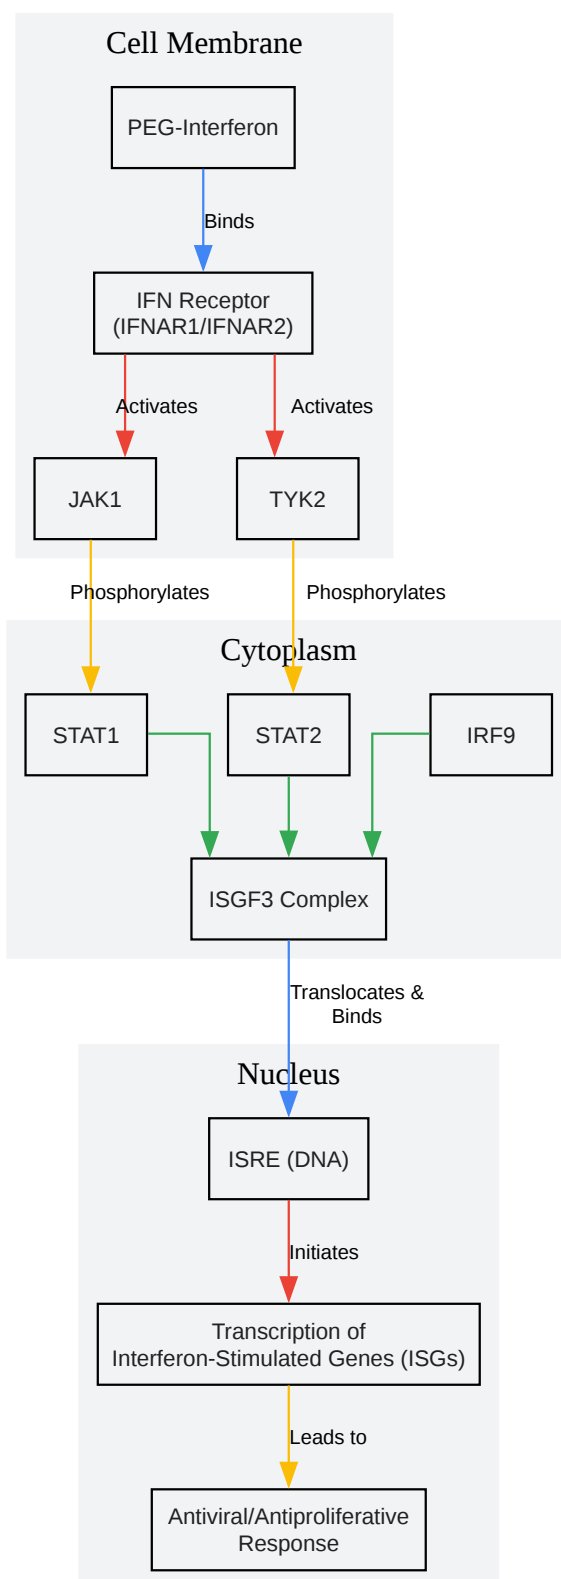 Cell Membrane
PEG-Interferon
Binds
IFN Receptor
(IFNAR1/IFNAR2)
Activates
Activates
JAK1
TYK2
Phosphorylates
Phosphorylates
Cytoplasm
STAT1
STAT2
IRF9
ISGF3 Complex
Translocates &
Binds
Nucleus
ISRE (DNA)
Initiates
Transcription of
Interferon-Stimulated Genes (ISGs)
Leads to
Antiviral/Antiproliferative
Response